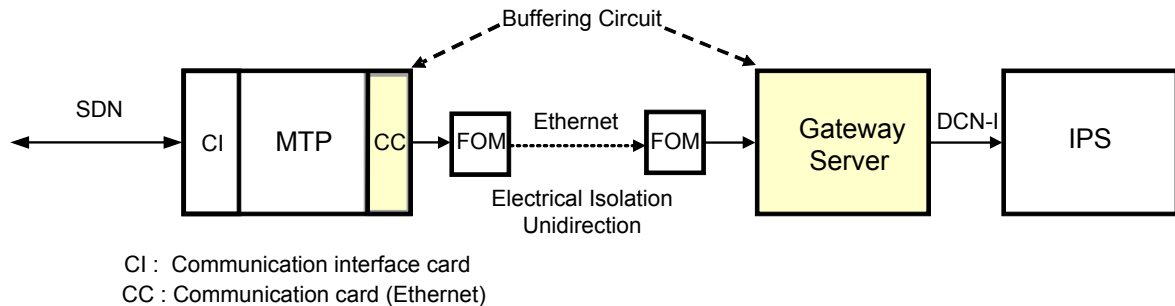 Buffering Circuit
SDN
CI
MTP
CC
FOM
Ethernet
FOM
Gateway
Server
DCN-I
IPS
Electrical Isolation
Unidirection
CI : Communication interface card
CC : Communication card (Ethernet)